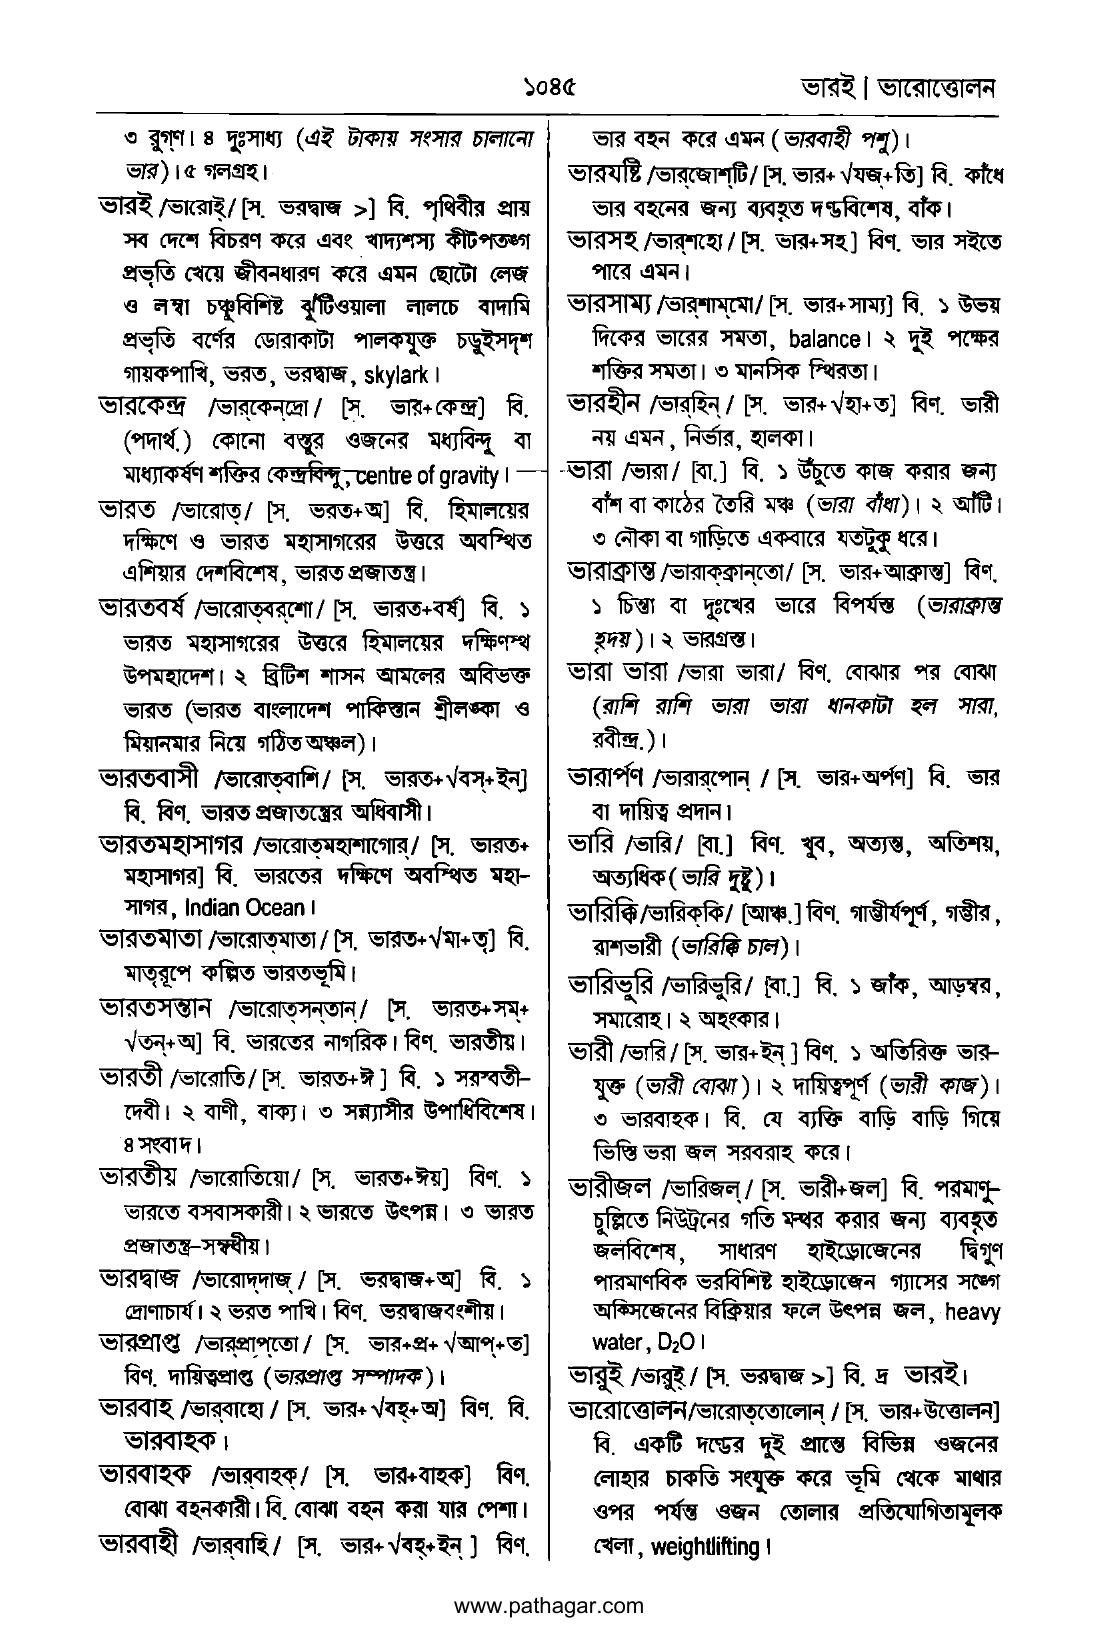 ১০৪৫
ভারই | ভারোত্তোলন
৩ রুগ্‌ণ। ৪ দুঃসাধ্য (এই টাকায় সংসার চালানো
ভার)। ৫ গলগ্রহ।
ভারই /ভারোই্/ [স. ভরদ্বাজ >] বি. পৃথিবীর প্রায়
সব দেশে বিচরণ করে এবং খাদ্যশস্য কীটপতঙ্গ
প্রভৃতি খেয়ে জীবনধারণ করে এমন ছোটো লেজ
ও লম্বা চঞ্চুবিশিষ্ট ঝুঁটিওয়ালা লালচে বাদামি
প্রভৃতি বর্ণের ডোরাকাটা পালকযুক্ত চড়ুইসদৃশ
গায়কপাখি, ভরত, ভরদ্বাজ, skylark।
ভারকেন্দ্র /ভার্‌কেন্‌দ্রো/ [স. ভার+কেন্দ্র] বি.
(পদার্থ.) কোনো বস্তুর ওজনের মধ্যবিন্দু বা
মাধ্যাকর্ষণ শক্তির কেন্দ্রবিন্দু, centre of gravity।
ভারত /ভারোত্/ [স. ভরত+অ] বি. হিমালয়ের
দক্ষিণে ও ভারত মহাসাগরের উত্তরে অবস্থিত
এশিয়ার দেশবিশেষ, ভারত প্রজাতন্ত্র।
ভারতবর্ষ /ভারোত্‌বর্‌শো/ [স. ভারত+বর্ষ] বি. ১
ভারত মহাসাগরের উত্তরে হিমালয়ের দক্ষিণস্থ
উপমহাদেশ। ২ ব্রিটিশ শাসন আমলের অবিভক্ত
ভারত (ভারত বাংলাদেশ পাকিস্তান শ্রীলঙ্কা ও
মিয়ানমার নিয়ে গঠিত অঞ্চল)।
ভারতবাসী /ভারোত্‌বাশি/ [স. ভারত+√বস্+ইন্]
বি. বিণ. ভারত প্রজাতন্ত্রের অধিবাসী।
ভারতমহাসাগর /ভারোত্‌মহাশাগোর্/ [স. ভারত+
মহাসাগর] বি. ভারতের দক্ষিণে অবস্থিত মহা-
সাগর, Indian Ocean।
ভারতমাতা /ভারোত্‌মাতা/ [স. ভারত+√মা+তৃ] বি.
মাতৃরূপে কল্পিত ভারতভূমি।
ভারতসন্তান /ভারোত্‌সন্‌তান্/ [স. ভারত+সম্+
√তন্+অ] বি. ভারতের নাগরিক। বিণ. ভারতীয়।
ভারতী /ভারোতি/ [স. ভারত+ঈ ] বি. ১ সরস্বতী-
দেবী। ২ বাণী, বাক্য। ৩ সন্ন্যাসীর উপাধিবিশেষ।
৪ সংবাদ।
ভারতীয় /ভারোতিয়ো/ [স. ভারত+ঈয়] বিণ. ১
ভারতে বসবাসকারী। ২ ভারতে উৎপন্ন। ৩ ভারত
প্রজাতন্ত্র-সম্বন্ধীয়।
ভারদ্বাজ /ভারোদ্‌দাজ্/ [স. ভরদ্বাজ+অ] বি. ১
দ্রোণাচার্য। ২ ভরত পাখি। বিণ. ভরদ্বাজবংশীয়।
ভারপ্রাপ্ত /ভার্‌প্রাপ্‌তো/ [স. ভার+প্র+√আপ্+ত]
বিণ. দায়িত্বপ্রাপ্ত (ভারপ্রাপ্ত সম্পাদক)।
ভারবাহ /ভার্‌বাহো/ [স. ভার+√বহ্+অ] বিণ. বি.
ভারবাহক।
ভারবাহক /ভার্‌বাহক্/ [স. ভার+বাহক] বিণ.
বোঝা বহনকারী। বি. বোঝা বহন করা যার পেশা।
ভারবাহী /ভার্‌বাহি/ [স. ভার+√বহ্+ইন্ ] বিণ.
ভার বহন করে এমন (ভারবাহী পশু)।
ভারযষ্টি /ভার্‌জোশ্‌টি/ [স. ভার+√যজ্+তি] বি. কাঁধে
ভার বহনের জন্য ব্যবহৃত দণ্ডবিশেষ, বাঁক।
ভারসহ /ভার্‌শহো/ [স. ভার+সহ] বিণ. ভার সইতে
পারে এমন।
ভারসাম্য /ভার্‌শাম্‌মো/ [স. ভার+সাম্য] বি. ১ উভয়
দিকের ভারের সমতা, balance। ২ দুই পক্ষের
শক্তির সমতা। ৩ মানসিক স্থিরতা।
ভারহীন /ভার্‌হিন্/ [স. ভার+√হা+ত] বিণ. ভারী
নয় এমন, নির্ভার, হালকা।
ভারা /ভারা/ [বা.] বি. ১ উঁচুতে কাজ করার জন্য
বাঁশ বা কাঠের তৈরি মঞ্চ (ভারা বাঁধা)। ২ আঁটি।
৩ নৌকা বা গাড়িতে একবারে যতটুকু ধরে।
ভারাক্রান্ত /ভারাক্‌ক্রান্‌তো/ [স. ভার+আক্রান্ত] বিণ.
১ চিন্তা বা দুঃখের ভারে বিপর্যস্ত (ভারাক্রান্ত
হৃদয়)। ২ ভারগ্রস্ত।
ভারা ভারা /ভারা ভারা/ বিণ. বোঝার পর বোঝা
(রাশি রাশি ভারা ভারা ধানকাটা হল সারা,
রবীন্দ্র.)।
ভারার্পণ /ভারার্‌পোন্ / [স. ভার+অর্পণ] বি. ভার
বা দায়িত্ব প্রদান।
ভারি /ভারি/ [বা.] বিণ. খুব, অত্যন্ত, অতিশয়,
অত্যধিক (ভারি দুষ্টু)।
ভারিক্কি /ভারিক্‌কি/ [আঞ্চ.] বিণ. গাম্ভীর্যপূর্ণ, গম্ভীর,
রাশভারী (ভারিক্কি চাল)।
ভারিভুরি /ভারিভুরি/ [বা.] বি. ১ জাঁক, আড়ম্বর,
সমারোহ। ২ অহংকার।
ভারী /ভারি/ [স. ভার+ইন্ ] বিণ. ১ অতিরিক্ত ভার-
যুক্ত (ভারী বোঝা)। ২ দায়িত্বপূর্ণ (ভারী কাজ)।
৩ ভারবাহক। বি. যে ব্যক্তি বাড়ি বাড়ি গিয়ে
ভিস্তি ভরা জল সরবরাহ করে।
ভারীজল /ভারিজল্/ [স. ভারী+জল] বি. পরমাণু-
চুল্লিতে নিউট্রনের গতি মন্থর করার জন্য ব্যবহৃত
জলবিশেষ, সাধারণ হাইড্রোজেনের দ্বিগুণ
পারমাণবিক ভরবিশিষ্ট হাইড্রোজেন গ্যাসের সঙ্গে
অক্সিজেনের বিক্রিয়ার ফলে উৎপন্ন জল, heavy
water, D2O।
ভারুই /ভারুই্/ [স. ভরদ্বাজ >] বি. দ্র ভারই।
ভারোত্তোলন /ভারোত্‌তোলোন্ / [স. ভার+উত্তোলন]
বি. একটি দণ্ডের দুই প্রান্তে বিভিন্ন ওজনের
লোহার চাকতি সংযুক্ত করে ভূমি থেকে মাথার
ওপর পর্যন্ত ওজন তোলার প্রতিযোগিতামূলক
খেলা, weightlifting।
www.pathagar.com